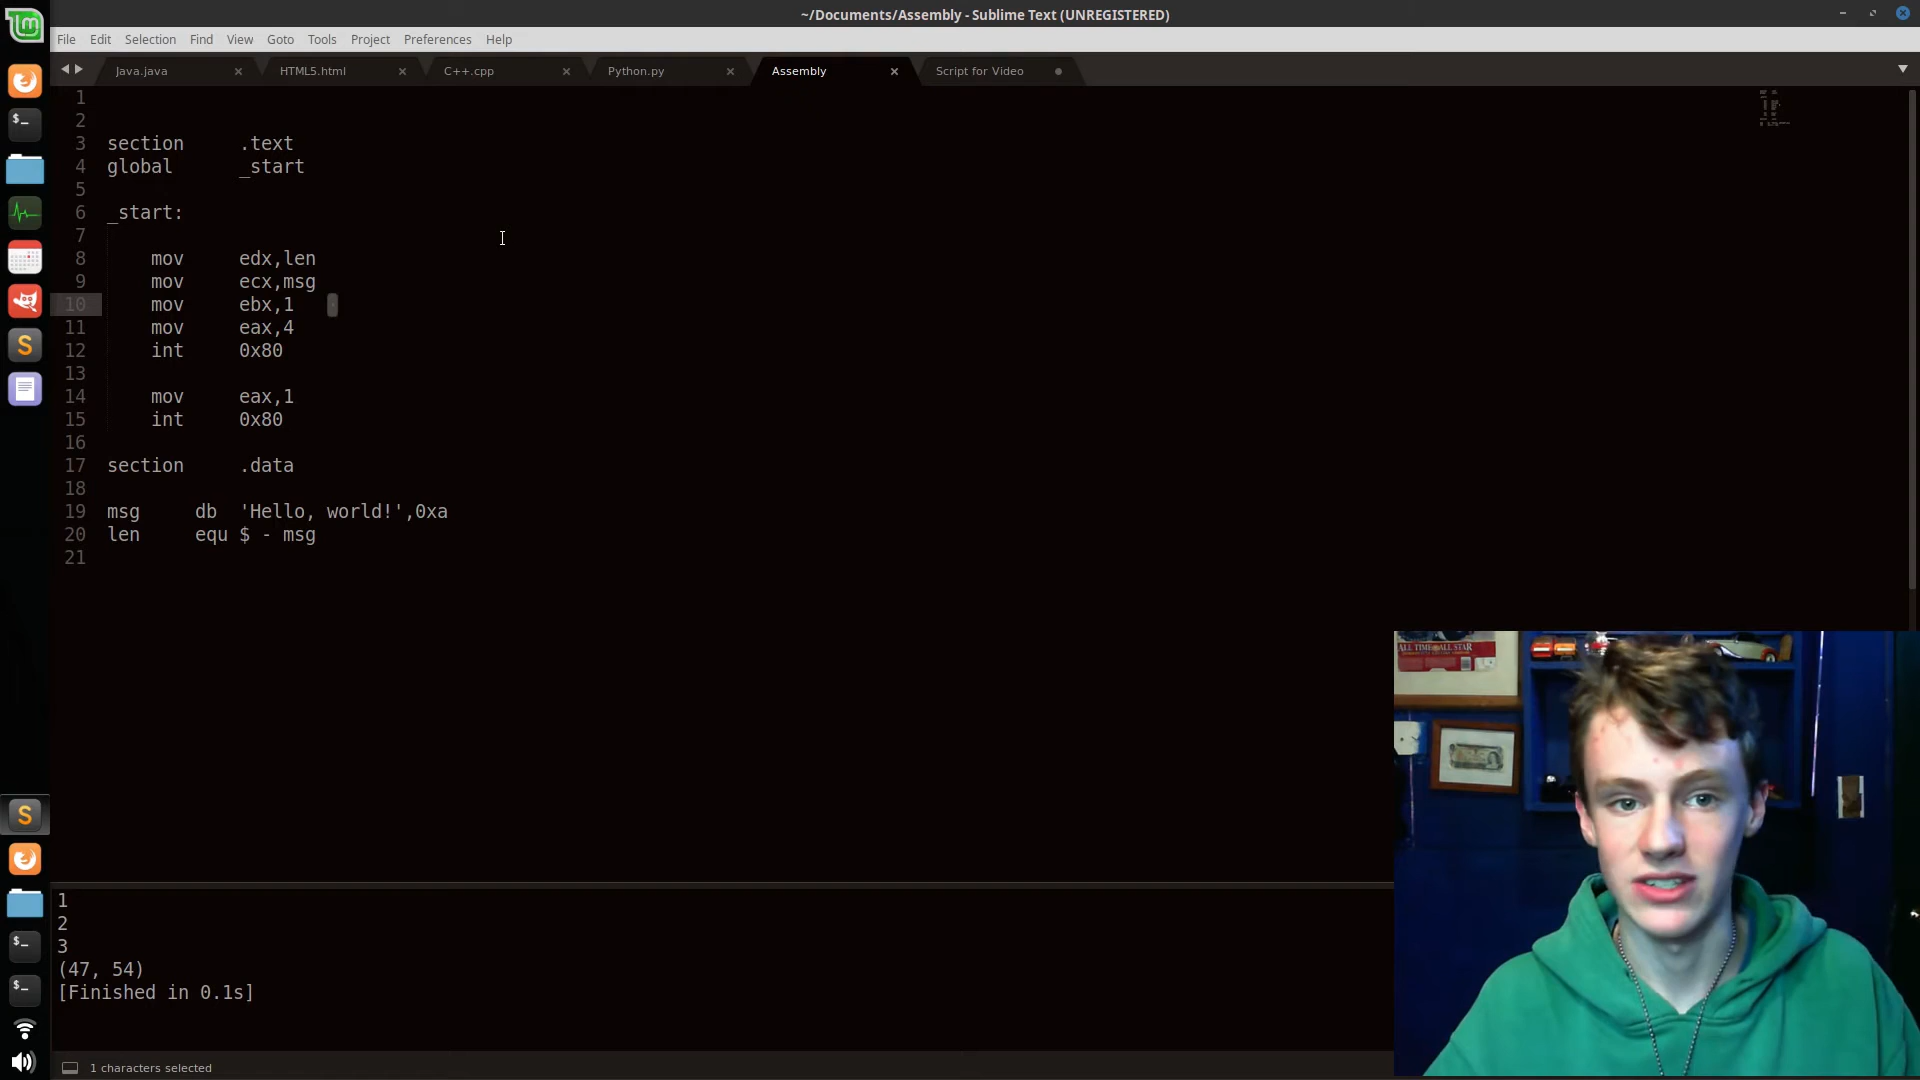 ~/Documents/Assembly - Sublime Text (UNREGISTERED)
File Edit Selection Find View Goto Tools Project Preferences Help
Java.java HTML5.html C++.cpp Python.py Assembly Script for Video
1
2
3 section .text
4 global _start
5
6 _start:
7
8 mov edx,len
9 mov ecx,msg
10 mov ebx,1
11 mov eax,4
12 int 0x80
13
14 mov eax,1
15 int 0x80
16
17 section .data
18
19 msg db 'Hello, world!',0xa
20 len equ $ - msg
21
ALL TIME ALL STAR
1
2
3
(47, 54)
[Finished in 0.1s]
1 characters selected